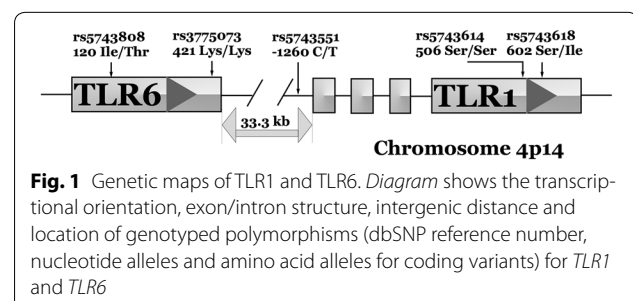 rs5743808 rs3775073 rs5743551 rs5743614 rs5743618
120 Ile/Thr 421 Lys/Lys -1260 C/T 506 Ser/Ser 602 Ser/Ile
TLR6 TLR1
33.3 kb
Chromosome 4p14
Fig. 1 Genetic maps of TLR1 and TLR6. Diagram shows the transcrip-
tional orientation, exon/intron structure, intergenic distance and
location of genotyped polymorphisms (dbSNP reference number,
nucleotide alleles and amino acid alleles for coding variants) for TLR1
and TLR6